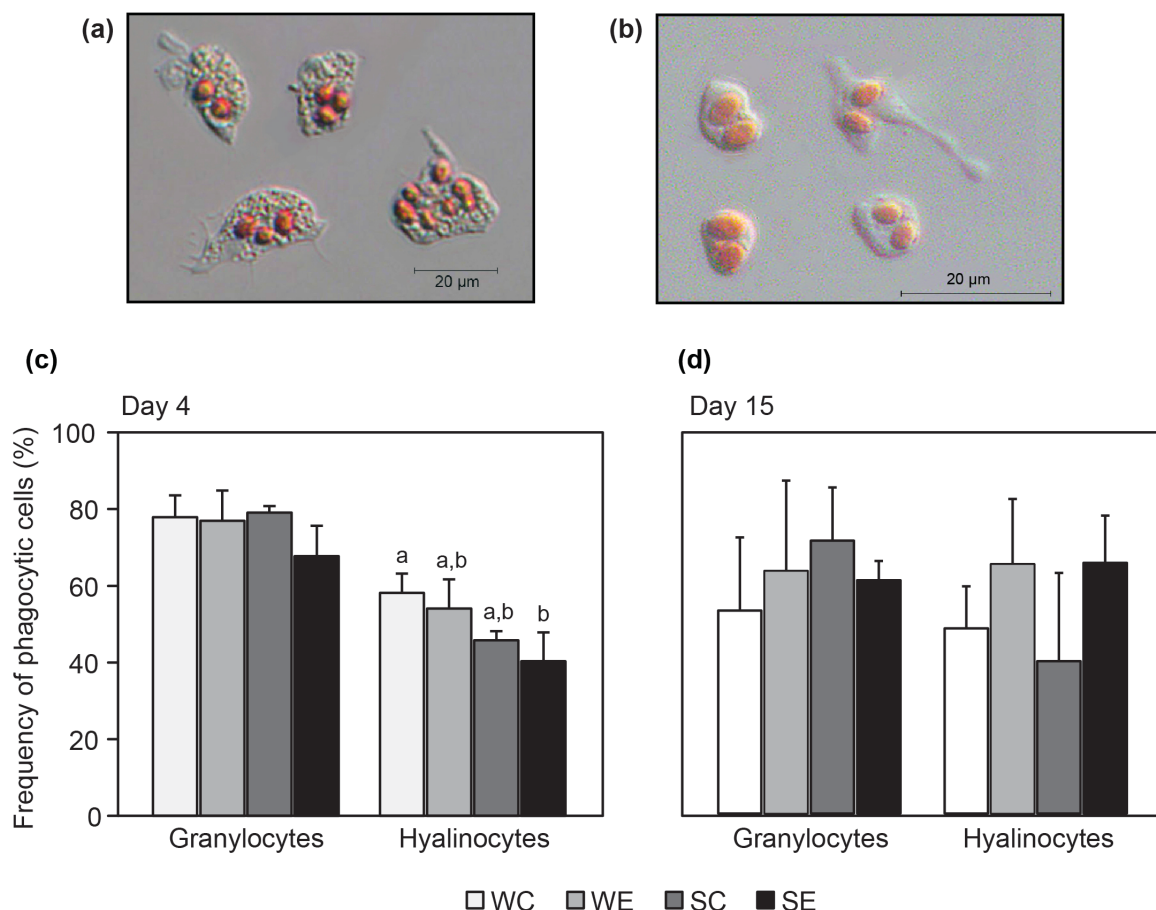 (a)
20 µm
(b)
20 µm
(c)
Day 4
Frequency of phagocytic cells (%)
100
80
60
40
20
0
a
a,b
a,b
b
Granylocytes
Hyalinocytes
(d)
Day 15
Granylocytes
Hyalinocytes
WC WE SC SE